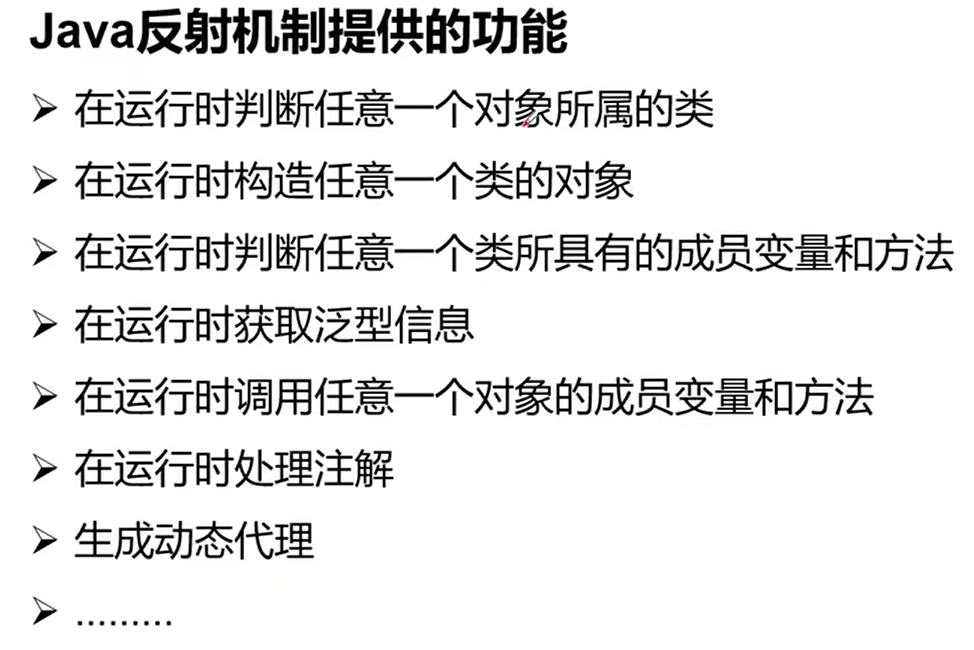 Java反射机制提供的功能
➢ 在运行时判断任意一个对象所属的类
➢ 在运行时构造任意一个类的对象
➢ 在运行时判断任意一个类所具有的成员变量和方法
➢ 在运行时获取泛型信息
➢ 在运行时调用任意一个对象的成员变量和方法
➢ 在运行时处理注解
➢ 生成动态代理
➢ ………